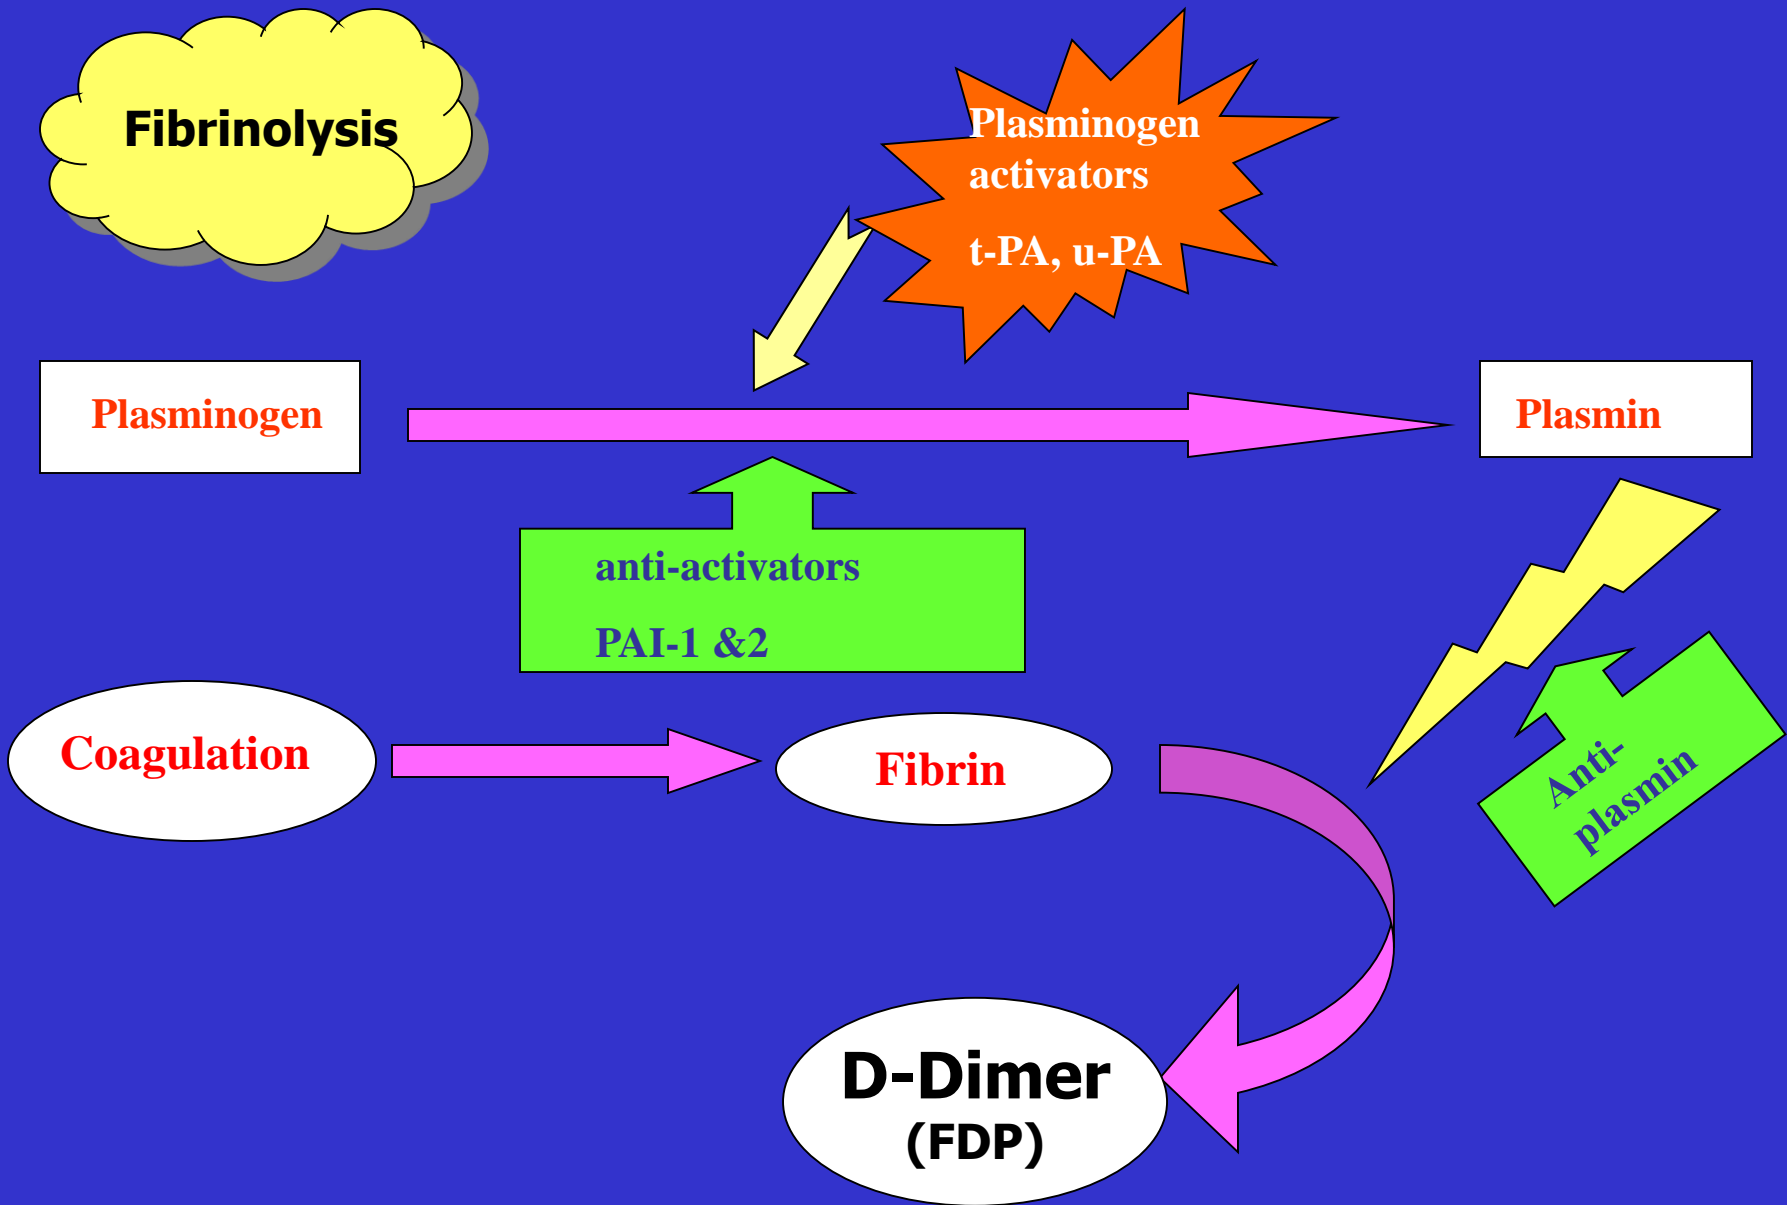 Fibrinolysis
Plasminogen
activators
t-PA, u-PA
Plasminogen
Plasmin
anti-activators
PAI-1 &2
Coagulation
Fibrin
Anti-
plasmin
D-Dimer
(FDP)